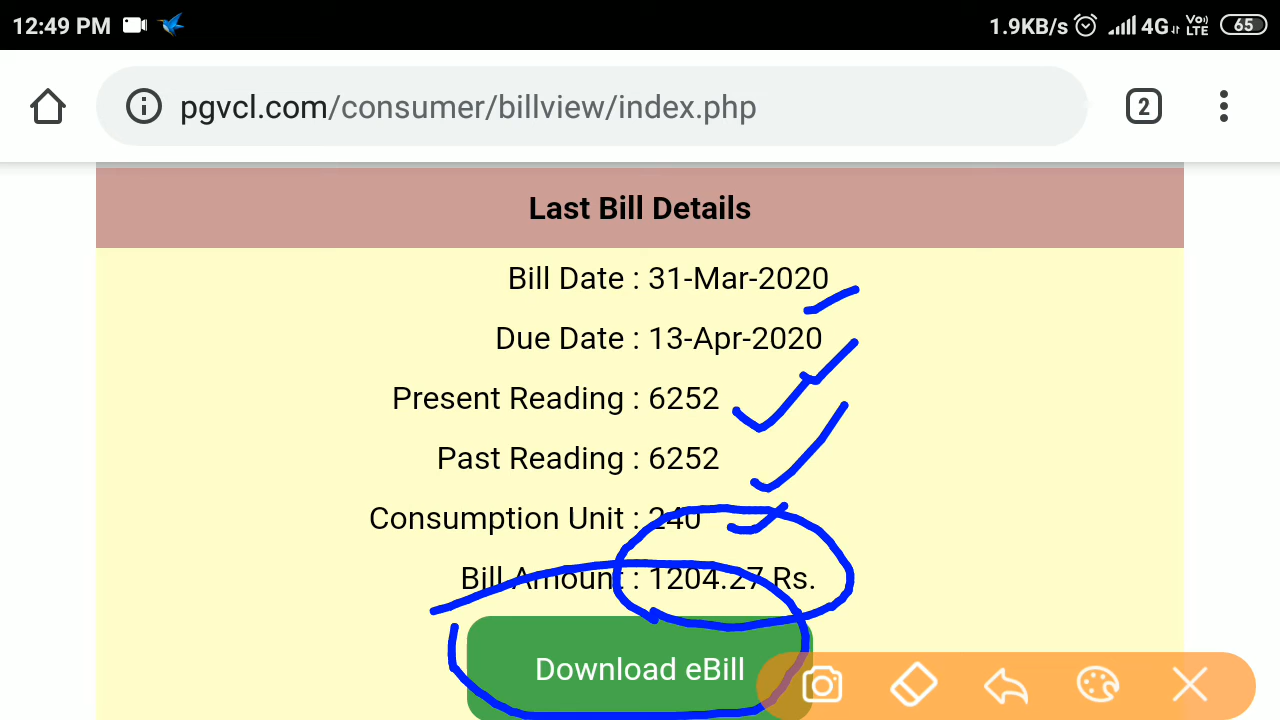 12:49 PM 1.9KB/s 4G Vo) LTE 65
pgvcl.com/consumer/billview/index.php 2
Last Bill Details
Bill Date : 31-Mar-2020
Due Date : 13-Apr-2020
Present Reading : 6252
Past Reading : 6252
Consumption Unit : 240
Bill Amount : 1204.27 Rs.
Download eBill